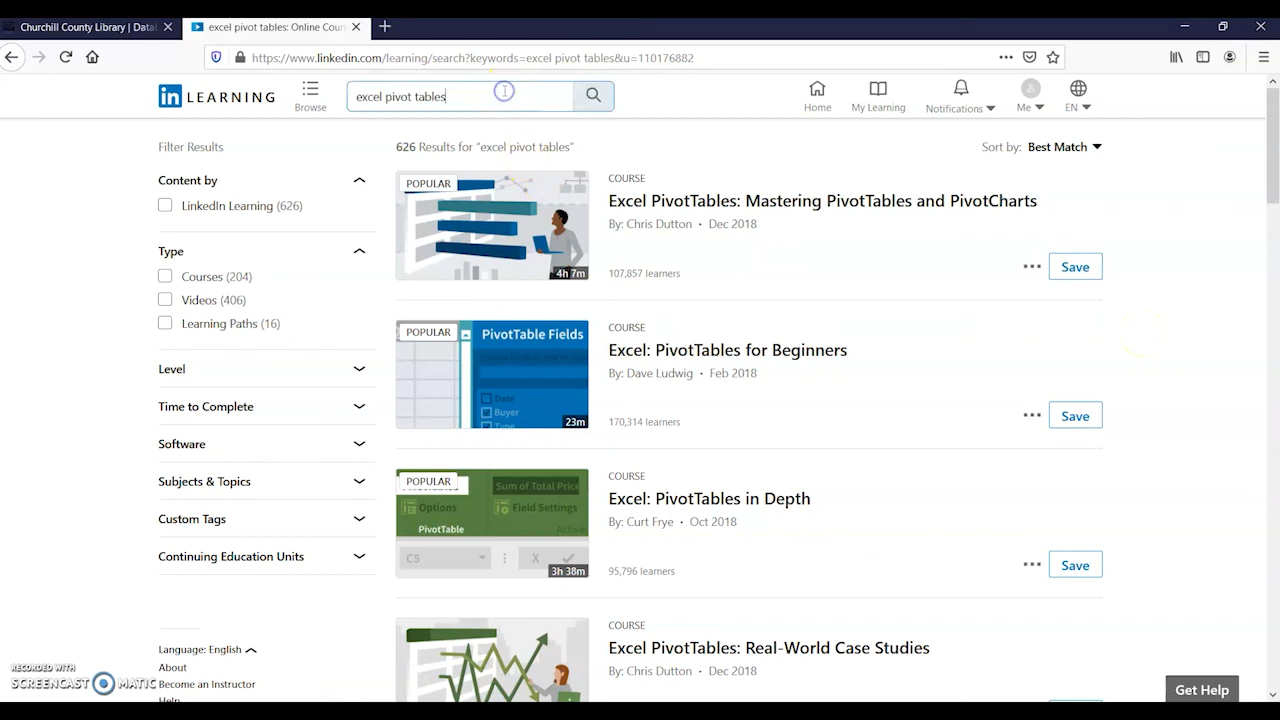 Churchill County Library | Datal
excel pivot tables: Online Cour
https://www.linkedin.com/learning/search?keywords=excel pivot tables&u=110176882
in LEARNING
Browse
excel pivot tables
Home
My Learning
Notifications
Me
EN
Filter Results
626 Results for “excel pivot tables”
Sort by: Best Match
Content by
LinkedIn Learning (626)
Type
Courses (204)
Videos (406)
Learning Paths (16)
Level
Time to Complete
Software
Subjects & Topics
Custom Tags
Continuing Education Units
Language: English
About
Become an Instructor
Help
POPULAR
4h 7m
COURSE
Excel PivotTables: Mastering PivotTables and PivotCharts
By: Chris Dutton • Dec 2018
107,857 learners
Save
POPULAR
PivotTable Fields
Date
Buyer
Type
23m
COURSE
Excel: PivotTables for Beginners
By: Dave Ludwig • Feb 2018
170,314 learners
Save
POPULAR
Sum of Total Price
Options
Field Settings
PivotTable
Active
C5
3h 38m
COURSE
Excel: PivotTables in Depth
By: Curt Frye • Oct 2018
95,796 learners
Save
COURSE
Excel PivotTables: Real-World Case Studies
By: Chris Dutton • Dec 2018
Get Help
RECORDED WITH
SCREENCAST MATIC